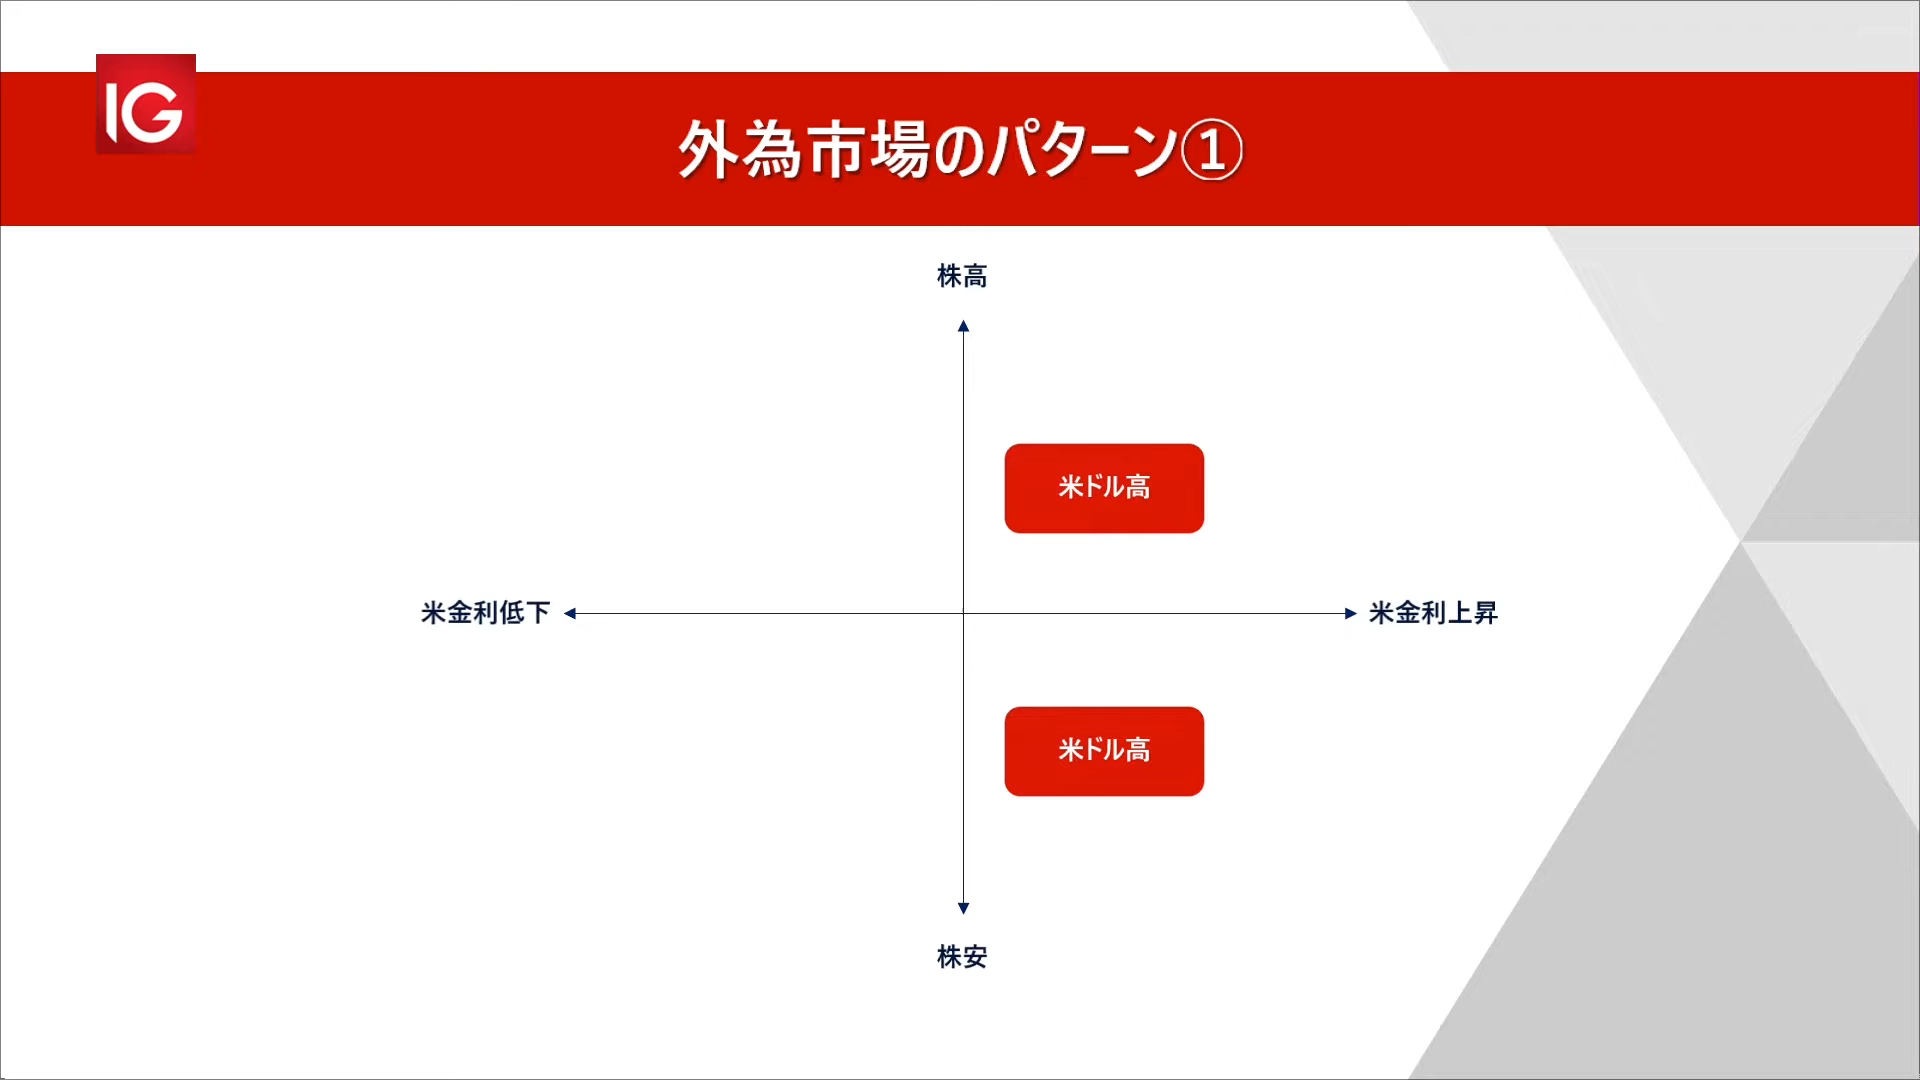 IG
外為市場のパターン①
株高
米ドル高
米金利低下
米金利上昇
米ドル高
株安